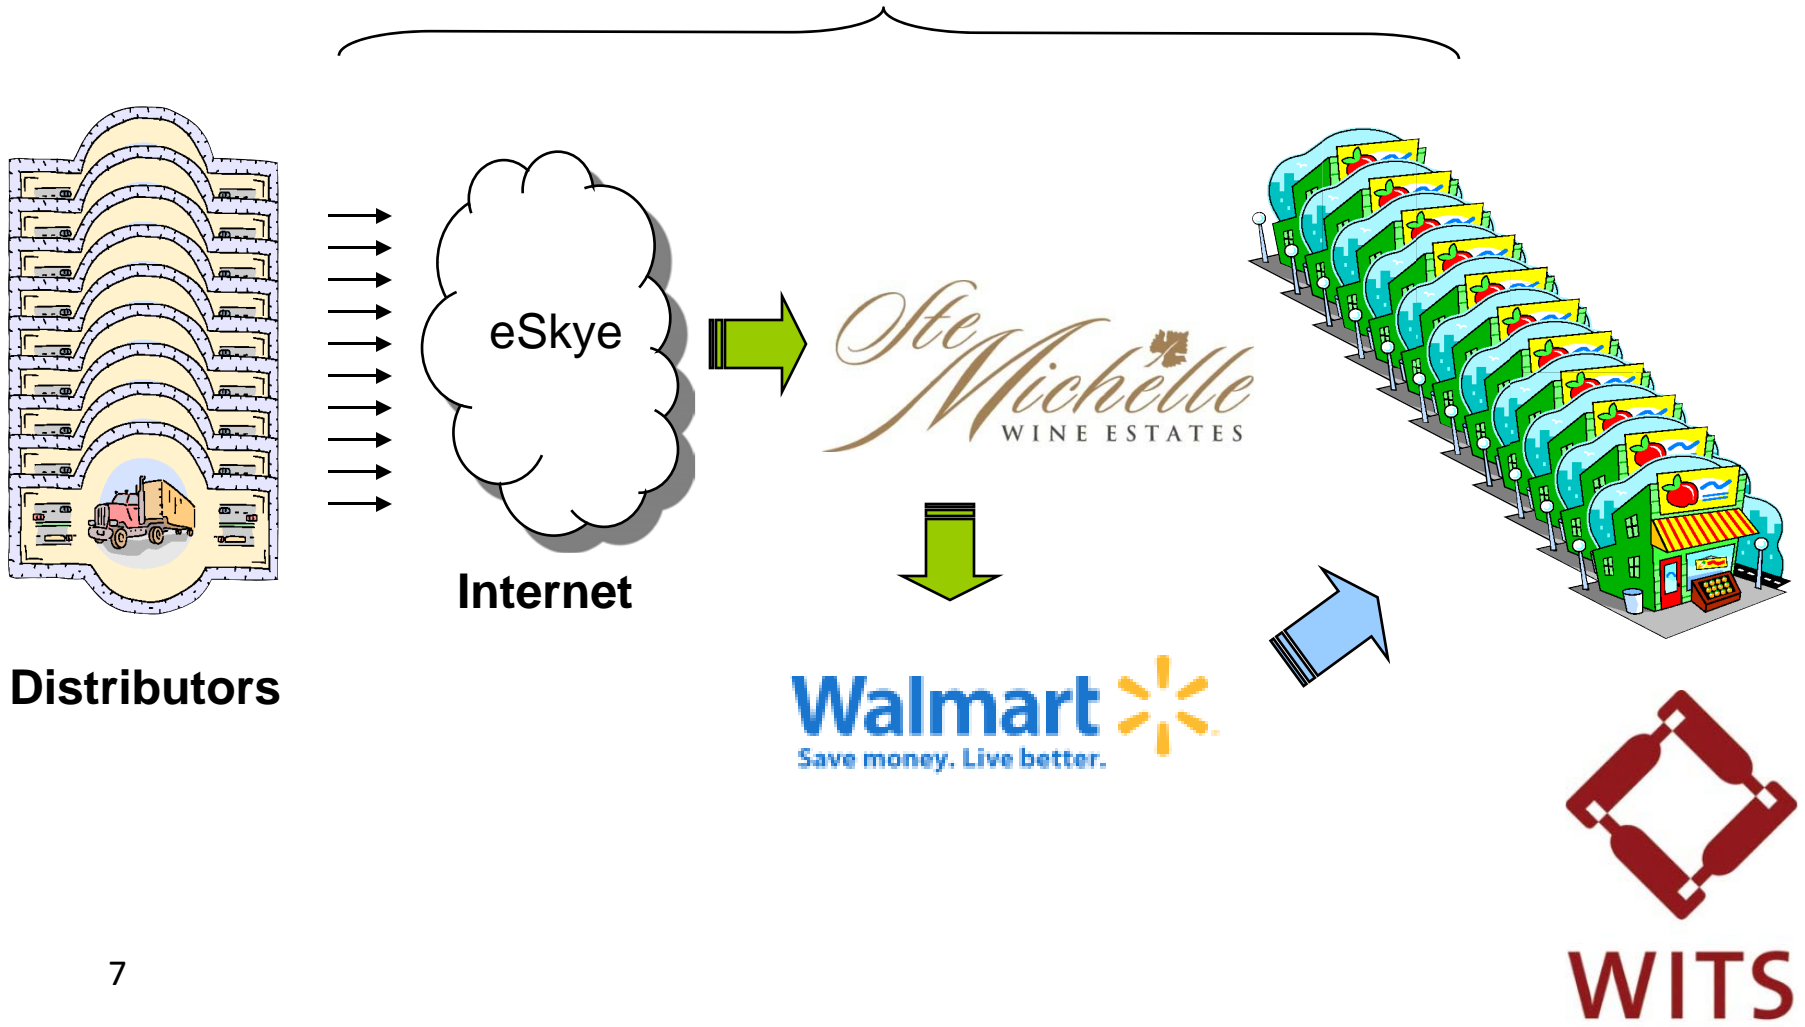 eSkye
Ste
Michelle
WINE ESTATES
Internet
Distributors
Walmart
Save money. Live better.
7
WITS